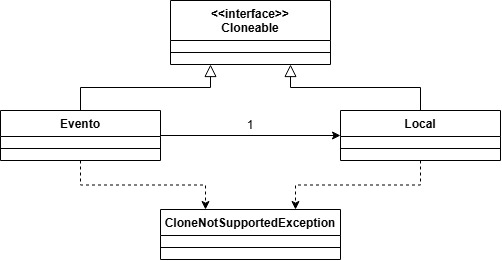 <<interface>>
Cloneable
Evento
1
Local
CloneNotSupportedException